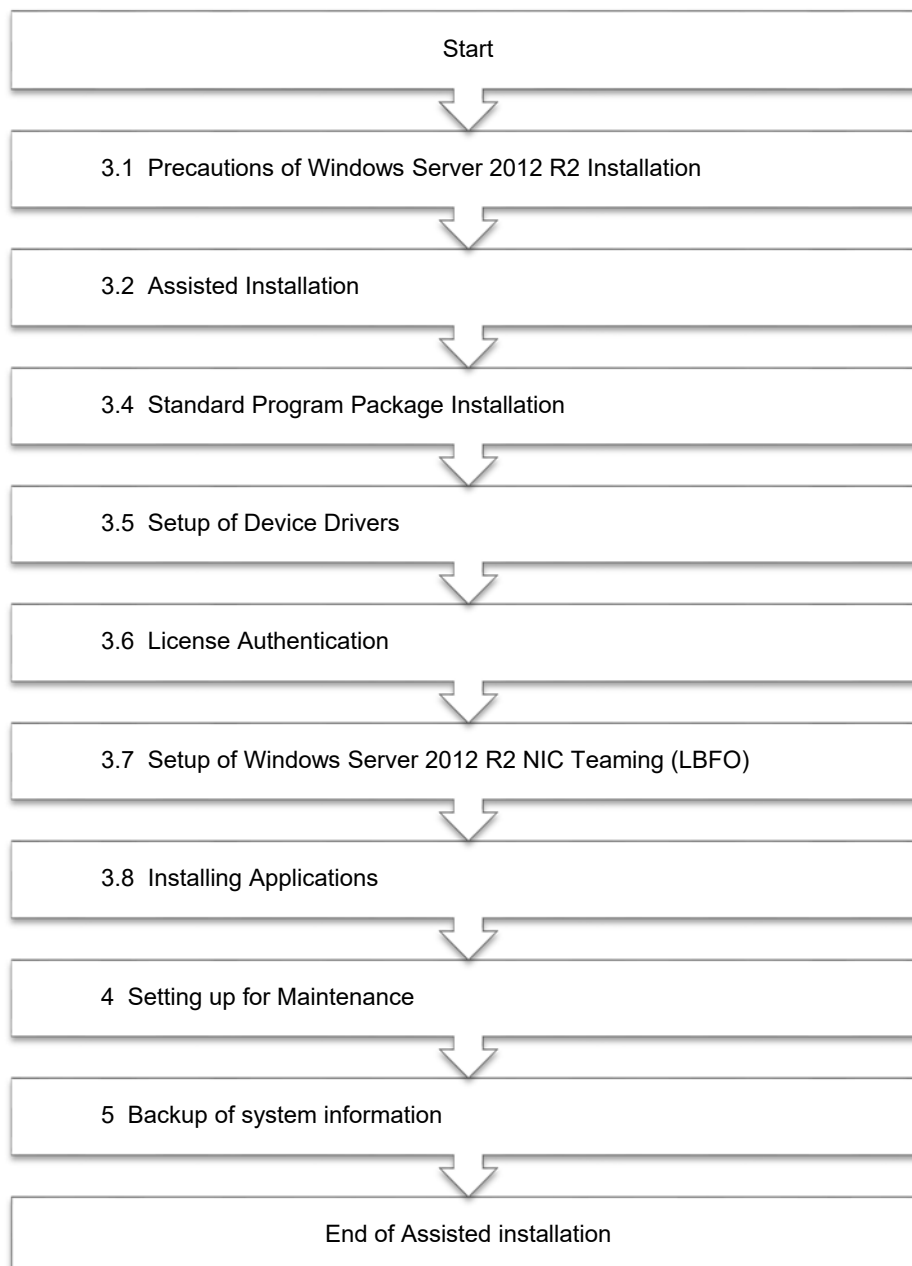 Start
3.1 Precautions of Windows Server 2012 R2 Installation
3.2 Assisted Installation
3.4 Standard Program Package Installation
3.5 Setup of Device Drivers
3.6 License Authentication
3.7 Setup of Windows Server 2012 R2 NIC Teaming (LBFO)
3.8 Installing Applications
4 Setting up for Maintenance
5 Backup of system information
End of Assisted installation